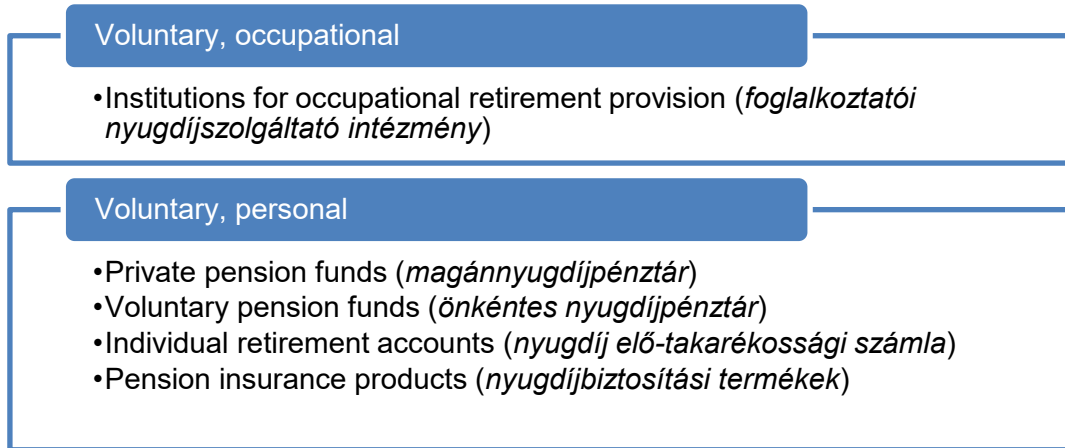 Voluntary, occupational
•Institutions for occupational retirement provision (foglalkoztatói
nyugdíjszolgáltató intézmény)
Voluntary, personal
•Private pension funds (magánnyugdíjpénztár)
•Voluntary pension funds (önkéntes nyugdíjpénztár)
•Individual retirement accounts (nyugdíj elő-takarékossági számla)
•Pension insurance products (nyugdíjbiztosítási termékek)